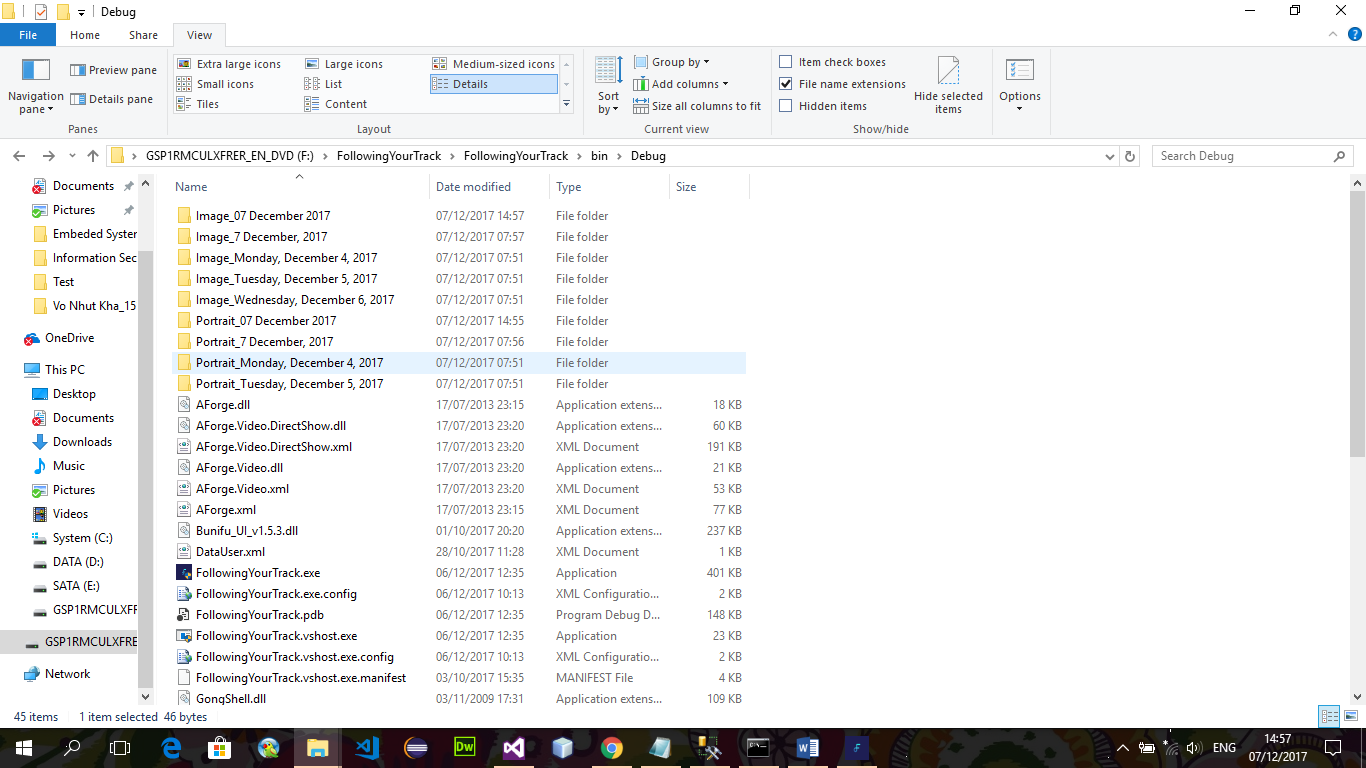 Debug
File Home Share View
Navigation pane
Preview pane
Details pane
Panes
Extra large icons Large icons Medium-sized icons
Small icons List Details
Tiles Content
Layout
Sort by
Group by
Add columns
Size all columns to fit
Current view
Item check boxes
File name extensions
Hidden items
Hide selected items
Show/hide
Options
GSP1RMCULXFRER_EN_DVD (F:) FollowingYourTrack FollowingYourTrack bin Debug
Search Debug
Documents
Pictures
Embeded Syster
Information Sec
Test
Vo Nhut Kha_15
OneDrive
This PC
Desktop
Documents
Downloads
Music
Pictures
Videos
System (C:)
DATA (D:)
SATA (E:)
GSP1RMCULXFF
GSP1RMCULXFRE
Network
Name Date modified Type Size
Image_07 December 2017 07/12/2017 14:57 File folder
Image_7 December, 2017 07/12/2017 07:57 File folder
Image_Monday, December 4, 2017 07/12/2017 07:51 File folder
Image_Tuesday, December 5, 2017 07/12/2017 07:51 File folder
Image_Wednesday, December 6, 2017 07/12/2017 07:51 File folder
Portrait_07 December 2017 07/12/2017 14:55 File folder
Portrait_7 December, 2017 07/12/2017 07:56 File folder
Portrait_Monday, December 4, 2017 07/12/2017 07:51 File folder
Portrait_Tuesday, December 5, 2017 07/12/2017 07:51 File folder
AForge.dll 17/07/2013 23:15 Application extens... 18 KB
AForge.Video.DirectShow.dll 17/07/2013 23:20 Application extens... 60 KB
AForge.Video.DirectShow.xml 17/07/2013 23:20 XML Document 191 KB
AForge.Video.dll 17/07/2013 23:20 Application extens... 21 KB
AForge.Video.xml 17/07/2013 23:20 XML Document 53 KB
AForge.xml 17/07/2013 23:15 XML Document 77 KB
Bunifu_UI_v1.5.3.dll 01/10/2017 20:20 Application extens... 237 KB
DataUser.xml 28/10/2017 11:28 XML Document 1 KB
FollowingYourTrack.exe 06/12/2017 12:35 Application 401 KB
FollowingYourTrack.exe.config 06/12/2017 10:13 XML Configuratio... 2 KB
FollowingYourTrack.pdb 06/12/2017 12:35 Program Debug D... 148 KB
FollowingYourTrack.vshost.exe 06/12/2017 12:35 Application 23 KB
FollowingYourTrack.vshost.exe.config 06/12/2017 10:13 XML Configuratio... 2 KB
FollowingYourTrack.vshost.exe.manifest 03/10/2017 15:35 MANIFEST File 4 KB
GongShell.dll 03/11/2009 17:31 Application extens... 109 KB
45 items 1 item selected 46 bytes
Dw
ENG
14:57
07/12/2017